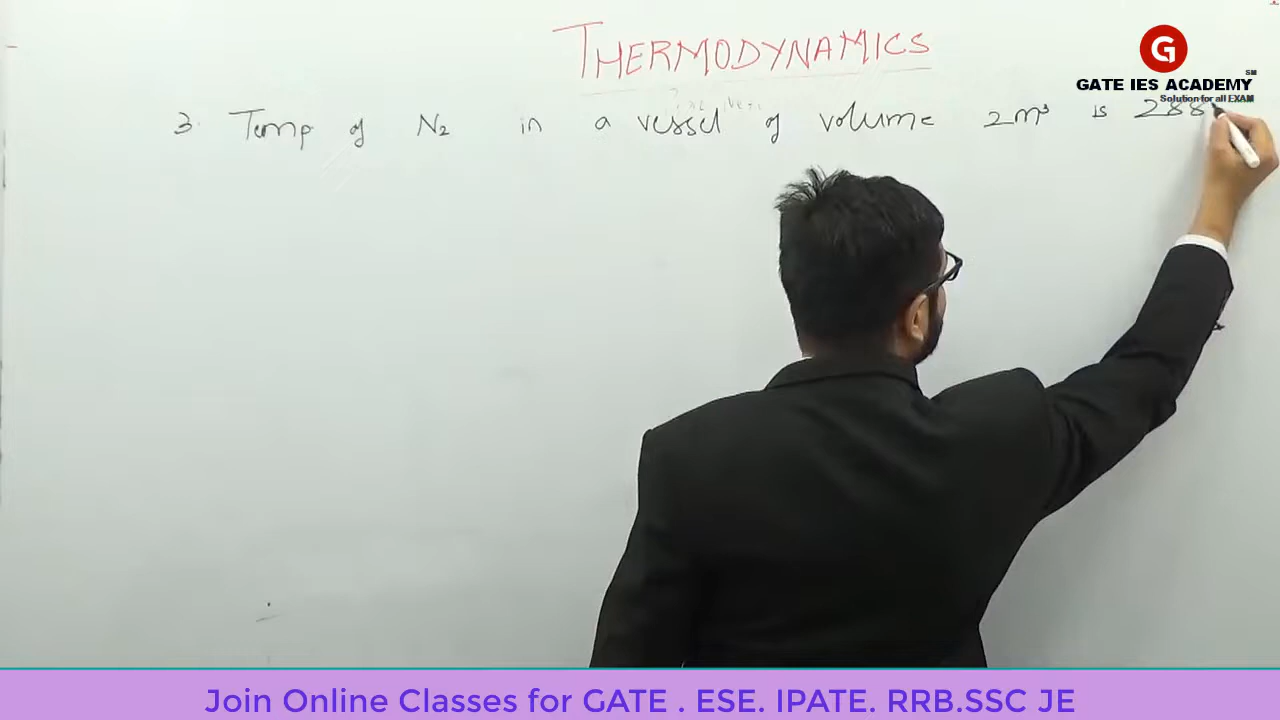 THERMODYNAMICS
GATE IES ACADEMY
SM
Solution for all EXAM
3. Temp of N2 in a vessel of volume 2m³ is 288
Join Online Classes for GATE . ESE. IPATE. RRB.SSC JE